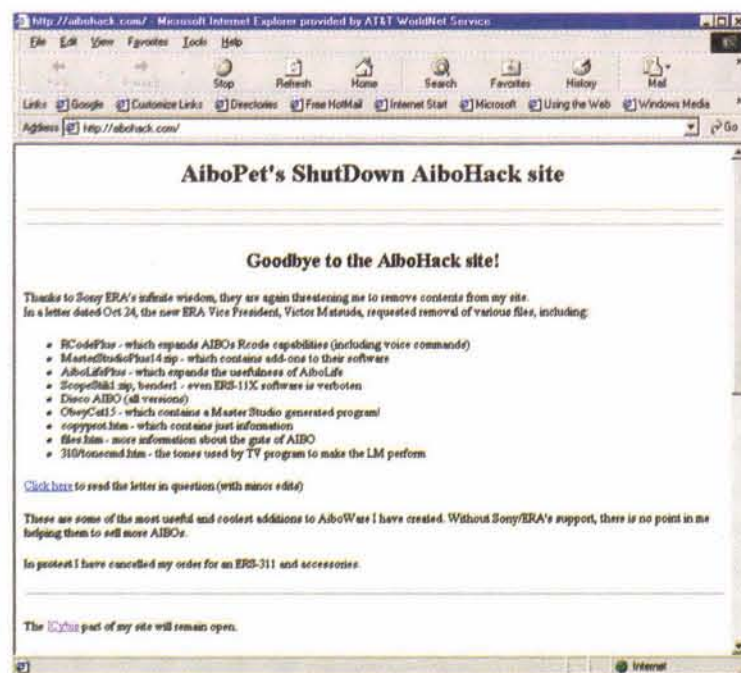 http://aibohack.com/ - Microsoft Internet Explorer provided by AT&T WorldNet Service
File Edit View Favorites Tools Help
Stop Refresh Home Search Favorites History Mail
Links Google Customize Links Directories Free HotMail Internet Start Microsoft Using the Web Windows Media
Address http://aibohack.com/ Go
AiboPet's ShutDown AiboHack site
Goodbye to the AiboHack site!
Thanks to Sony ERA's infinite wisdom, they are again threatening me to remove contents from my site.
In a letter dated Oct 24, the new ERA Vice President, Victor Matsuda, requested removal of various files, including:
• RCodePlus - which expands AIBOs Rcode capabilities (including voice commands)
• MasterStudioPlus14.zip - which contains add-ons to their software
• AiboLifePlus - which expands the usefulness of AiboLife
• ScopeStik1.zip, bender1 - even ERS-11X software is verboten
• Disco AIBO (all versions)
• ObeyCat15 - which contains a Master Studio generated program!
• copyprot.htm - which contains just information
• files.htm - more information about the guts of AIBO
• 310/tonecmd.htm - the tones used by TV program to make the LM perform
Click here to read the letter in question (with minor edits)
These are some of the most useful and coolest additions to AiboWare I have created. Without Sony/ERA's support, there is no point in me
helping them to sell more AIBOs.
In protest I have cancelled my order for an ERS-311 and accessories.
The iCybie part of my site will remain open.
Internet